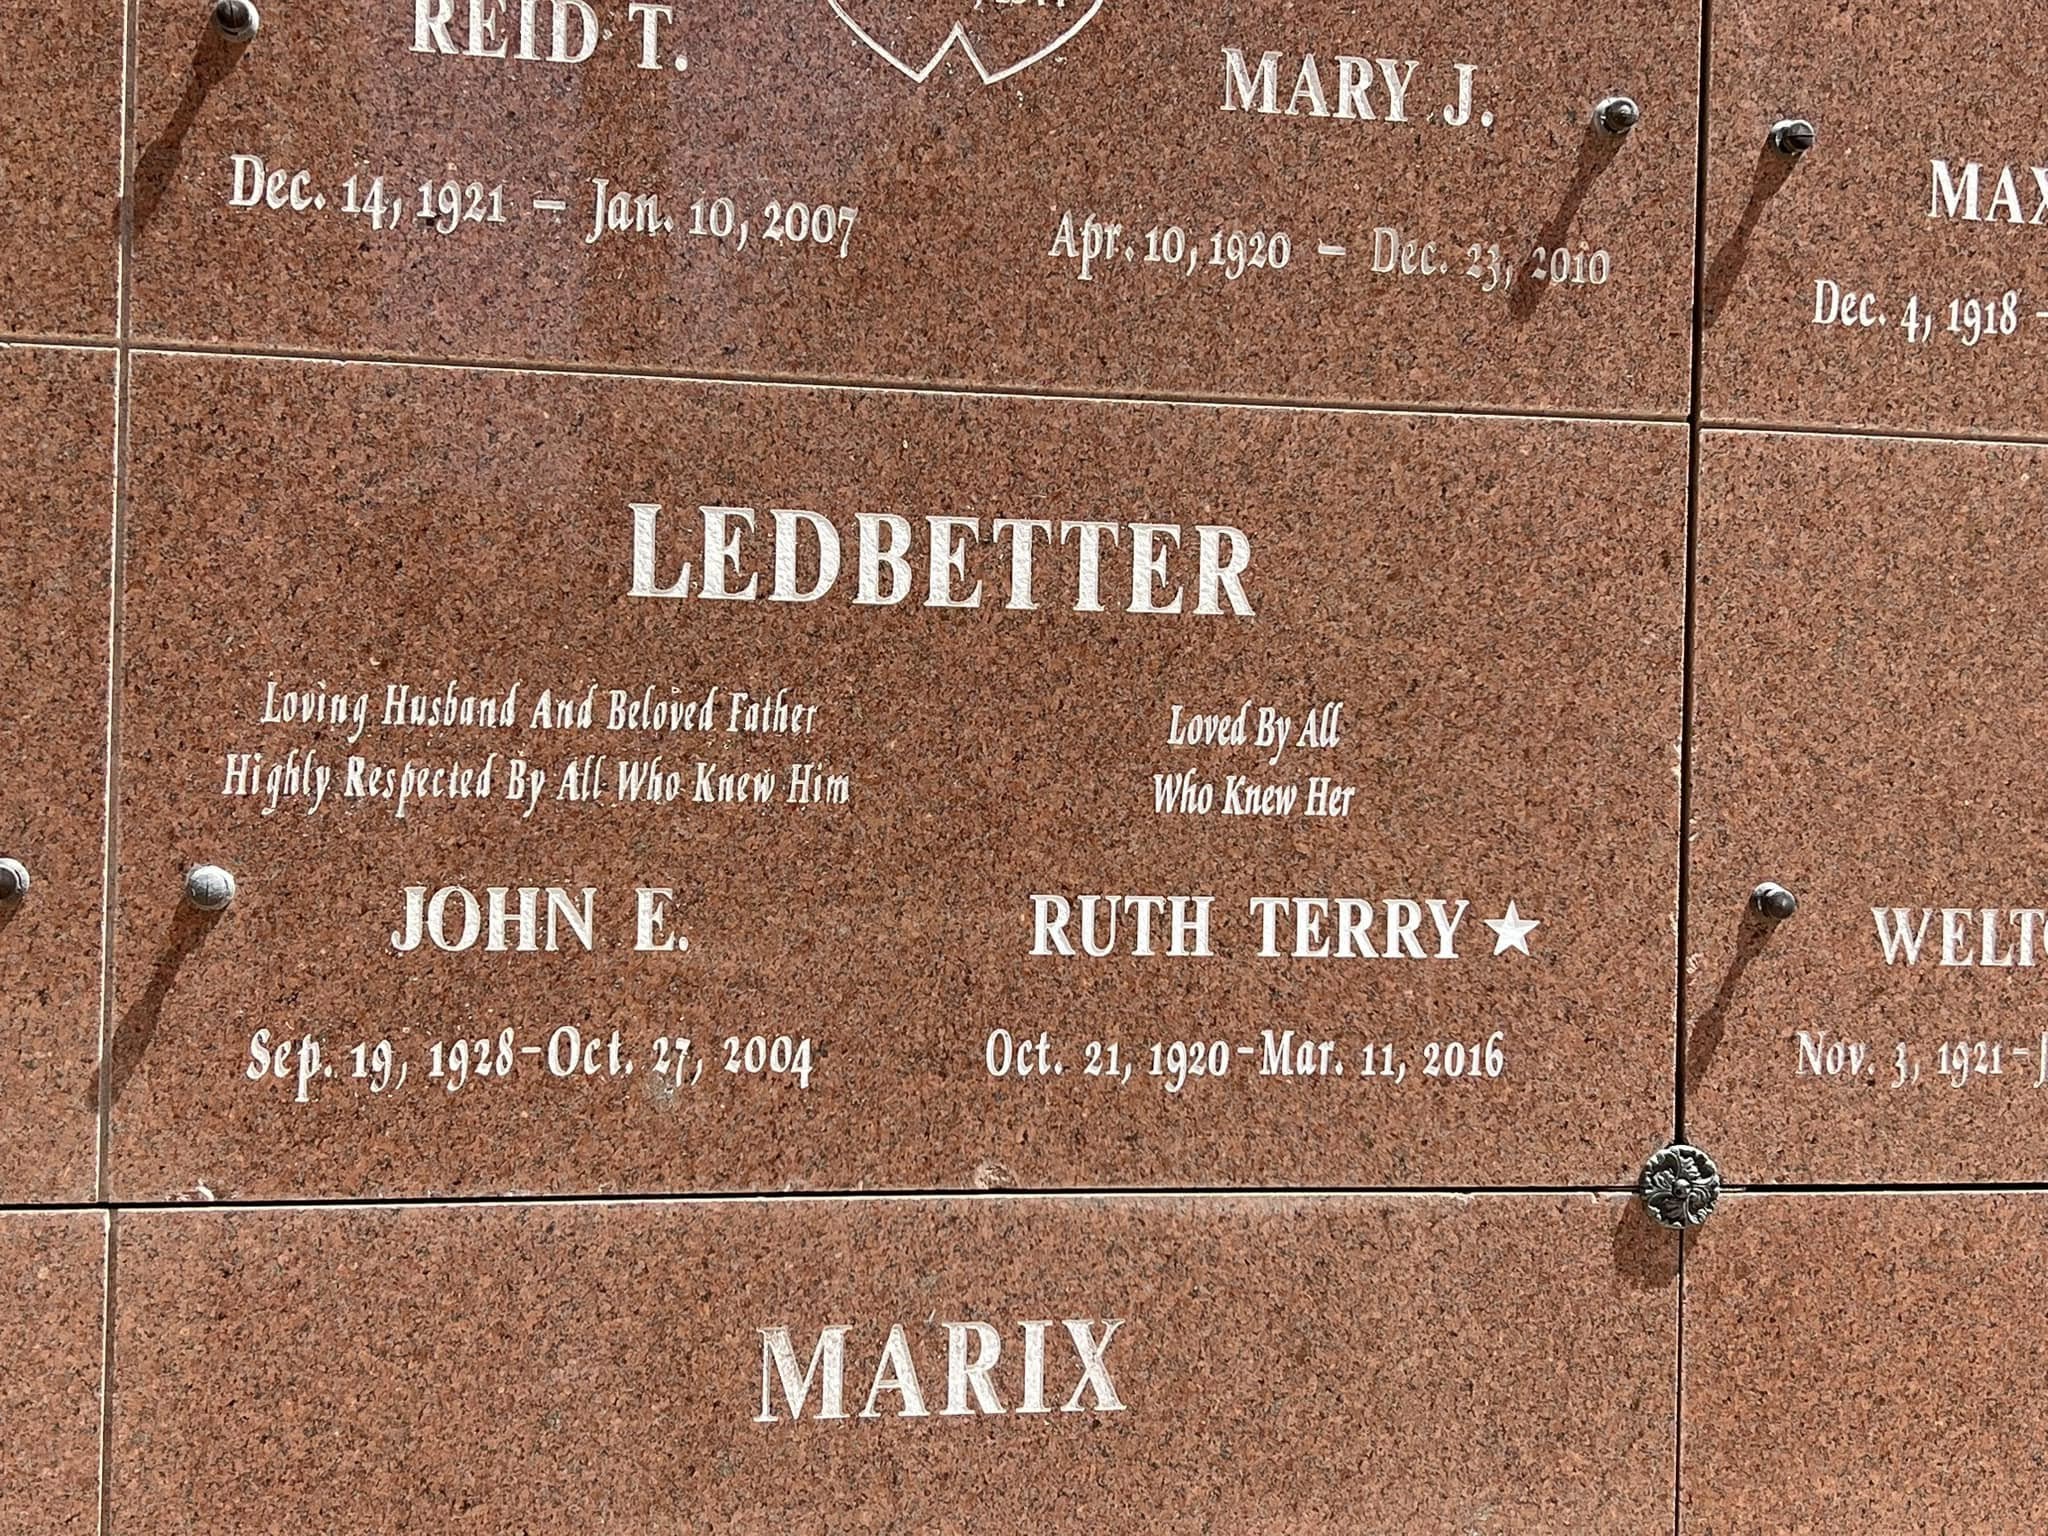 REID T.
MARY J.
Dec. 14, 1921 – Jan. 10, 2007
Apr. 10, 1920 – Dec. 23, 2010
Dec. 4, 1918 -
LEDBETTER
Loving Husband And Beloved Father
Highly Respected By All Who Knew Him
Loved By All
Who Knew Her
JOHN E.
RUTH TERRY★
Sep. 19, 1928-Oct. 27, 2004
Oct. 21, 1920-Mar. 11, 2016
Nov. 3, 1921-
MARIX